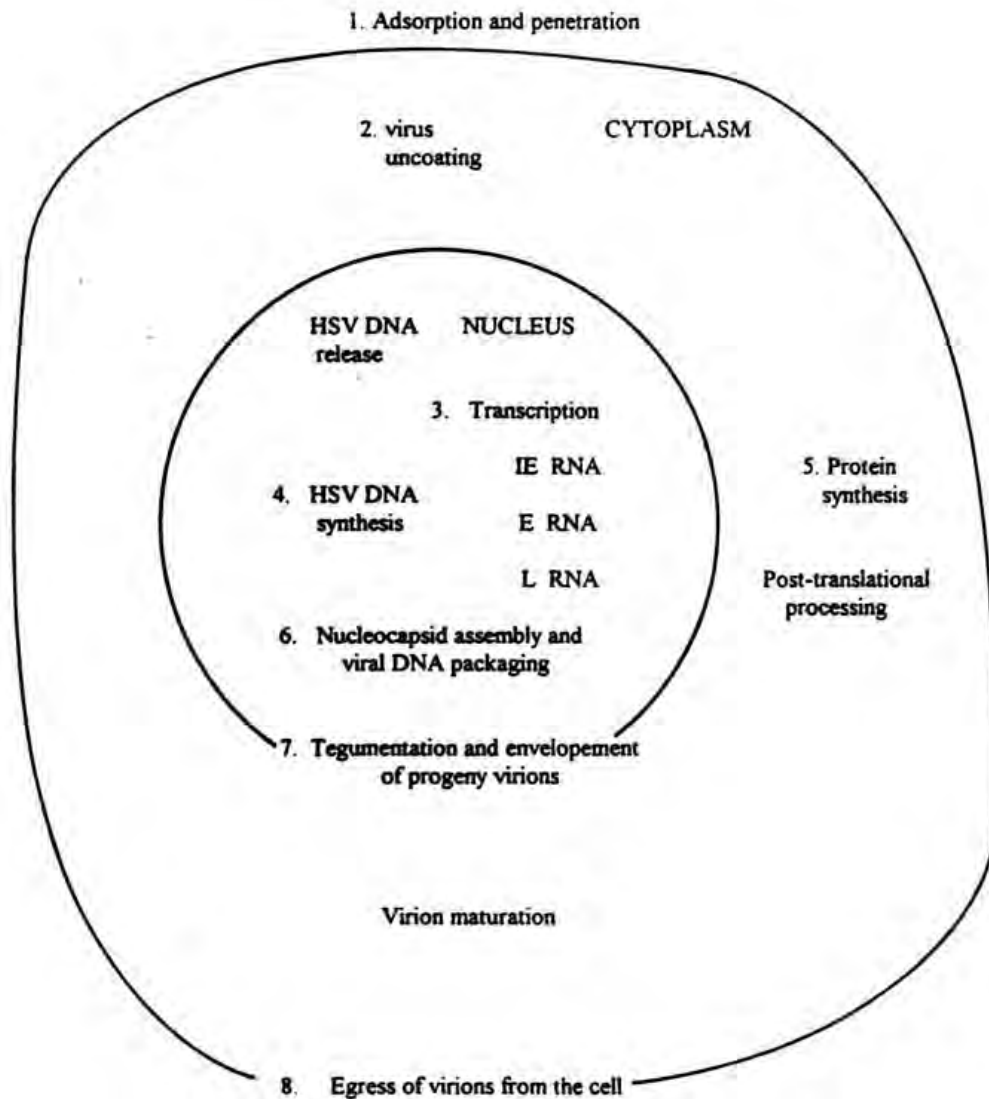 1. Adsorption and penetration
2. virus
uncoating
CYTOPLASM
HSV DNA
release
NUCLEUS
3. Transcription
IE RNA
E RNA
L RNA
4. HSV DNA
synthesis
5. Protein
synthesis
Post-translational
processing
6. Nucleocapsid assembly and
viral DNA packaging
7. Tegumentation and envelopement
of progeny virions
Virion maturation
8. Egress of virions from the cell